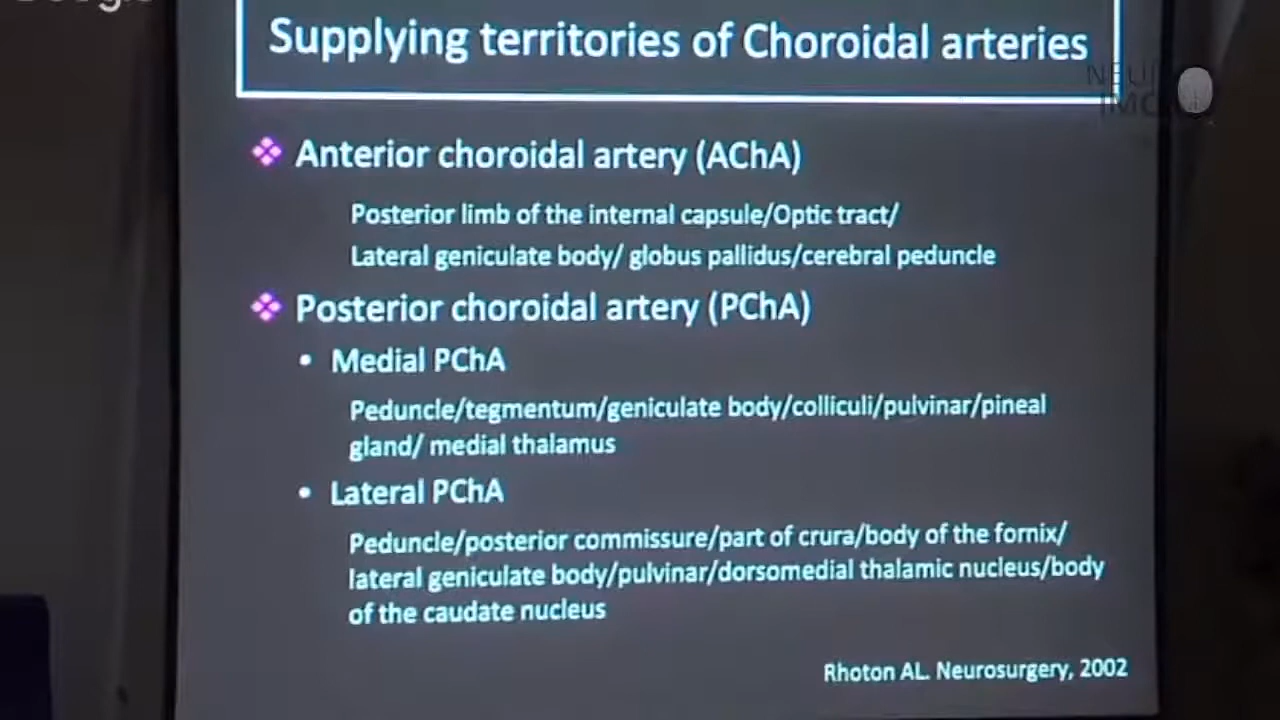 Supplying territories of Choroidal arteries
Anterior choroidal artery (AChA)
Posterior limb of the internal capsule/Optic tract/
Lateral geniculate body/ globus pallidus/cerebral peduncle
Posterior choroidal artery (PChA)
• Medial PChA
Peduncle/tegmentum/geniculate body/colliculi/pulvinar/pineal
gland/ medial thalamus
• Lateral PChA
Peduncle/posterior commissure/part of crura/body of the fornix/
lateral geniculate body/pulvinar/dorsomedial thalamic nucleus/body
of the caudate nucleus
Rhoton AL. Neurosurgery, 2002